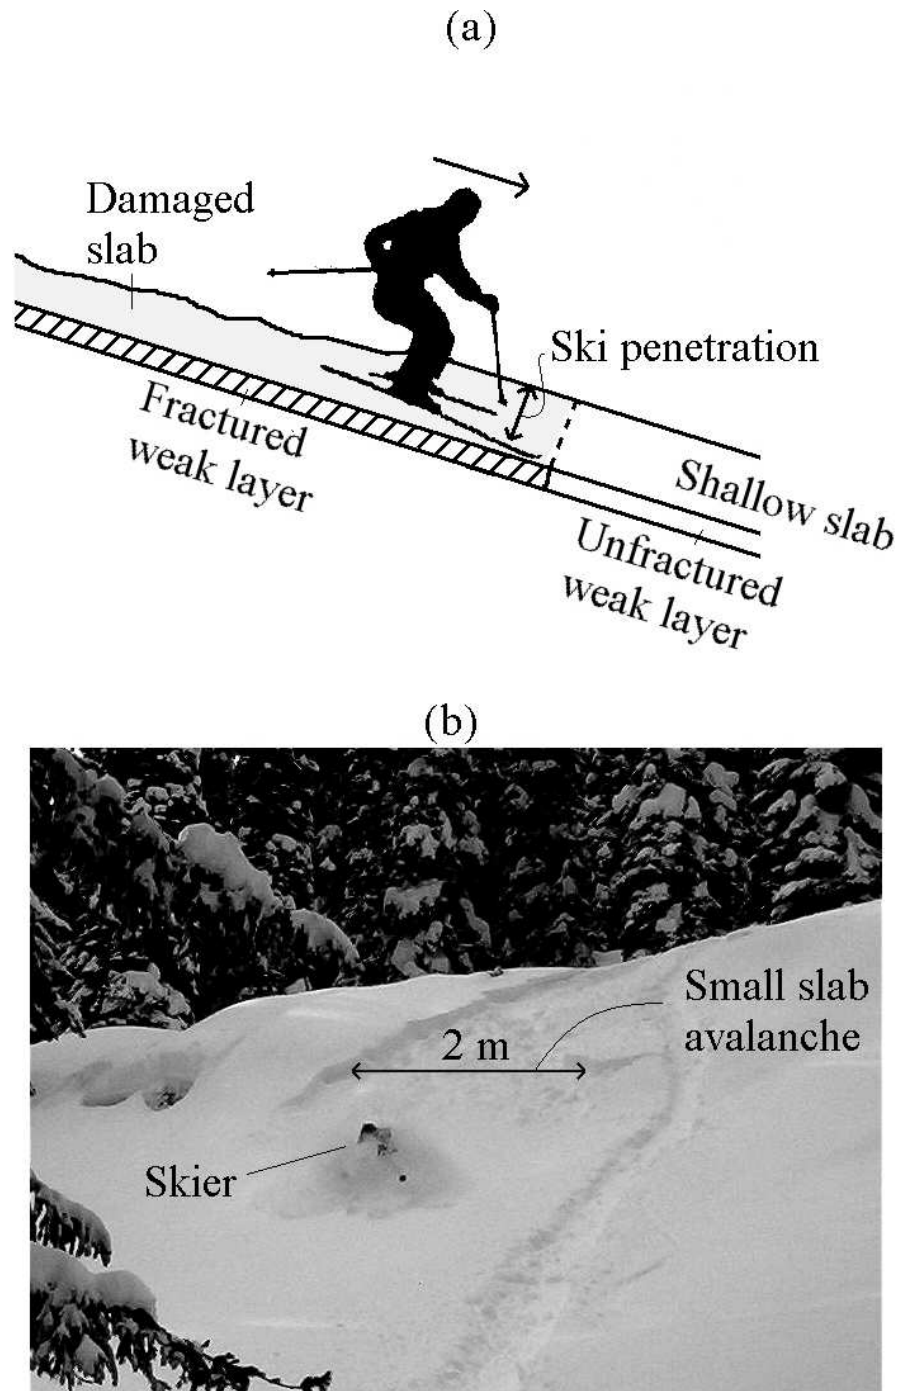 (a)
Damaged
slab
Ski penetration
Fractured
weak layer
Shallow slab
Unfractured
weak layer
(b)
Small slab
avalanche
2 m
Skier